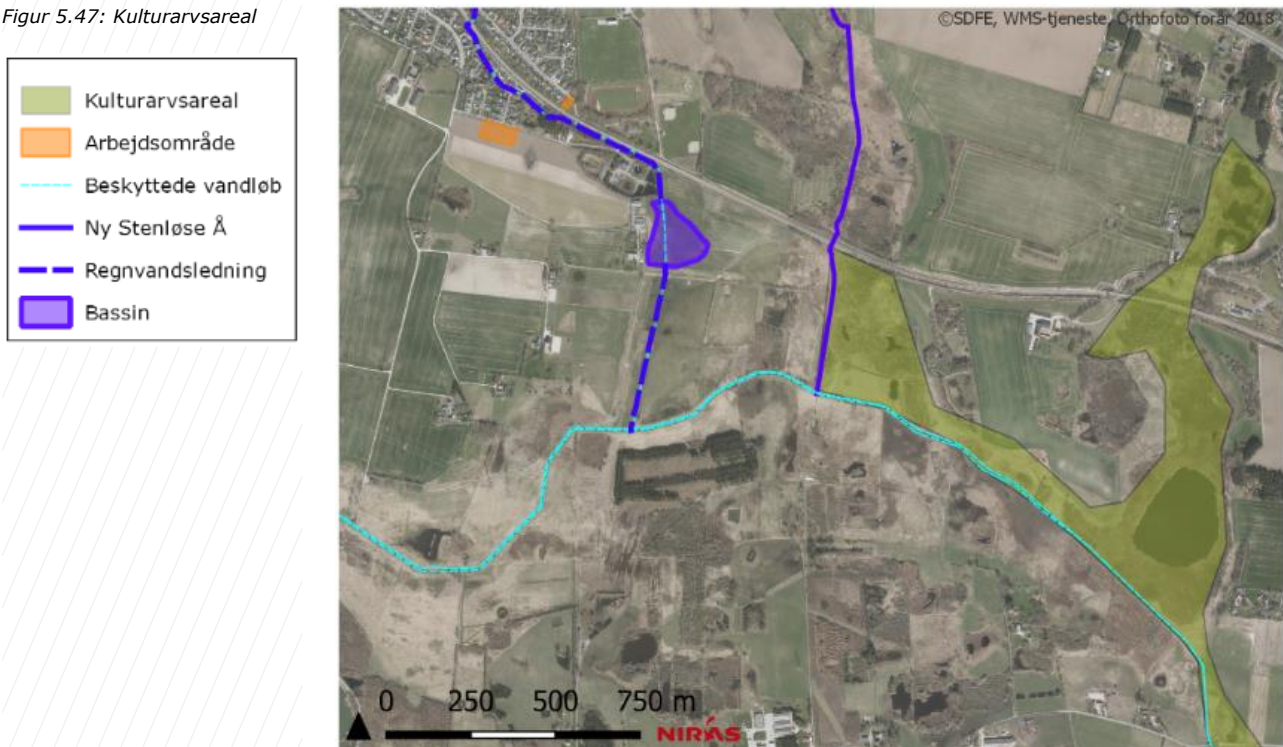 Figur 5.47: Kulturarvsareal
©SDFE, WMS-tjeneste, Orthofoto forår 2018
Kulturarvsareal
Arbejdsområde
Beskyttede vandløb
Ny Stenløse Å
Regnvandsledning
Bassin
0 250 500 750 m
NIRAS